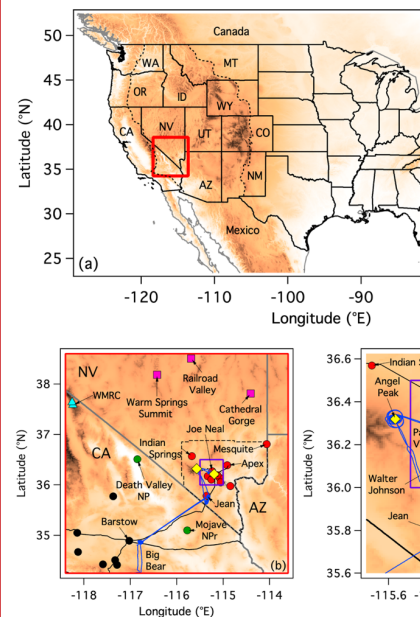 50
45
40
35
30
25
Latitude (°N)
Canada
WA
MT
OR
ID
WY
CA
NV
UT
CO
AZ
NM
Mexico
(a)
-120
-110
-100
-90
Longitude (°E)
38
37
36
35
Latitude (°N)
NV
WMRC
Railroad
Valley
Warm Springs
Summit
Cathedral
Gorge
Joe Neal
Indian
Springs
Mesquite
CA
Apex
Death Valley
NP
Jean
AZ
Barstow
Mojave
NPr
Big
Bear
(b)
-118
-117
-116
-115
-114
Longitude (°E)
36.6
36.4
36.2
36.0
35.8
35.6
Latitude (°N)
Indian
Angel
Peak
Walter
Johnson
Jean
-115.6